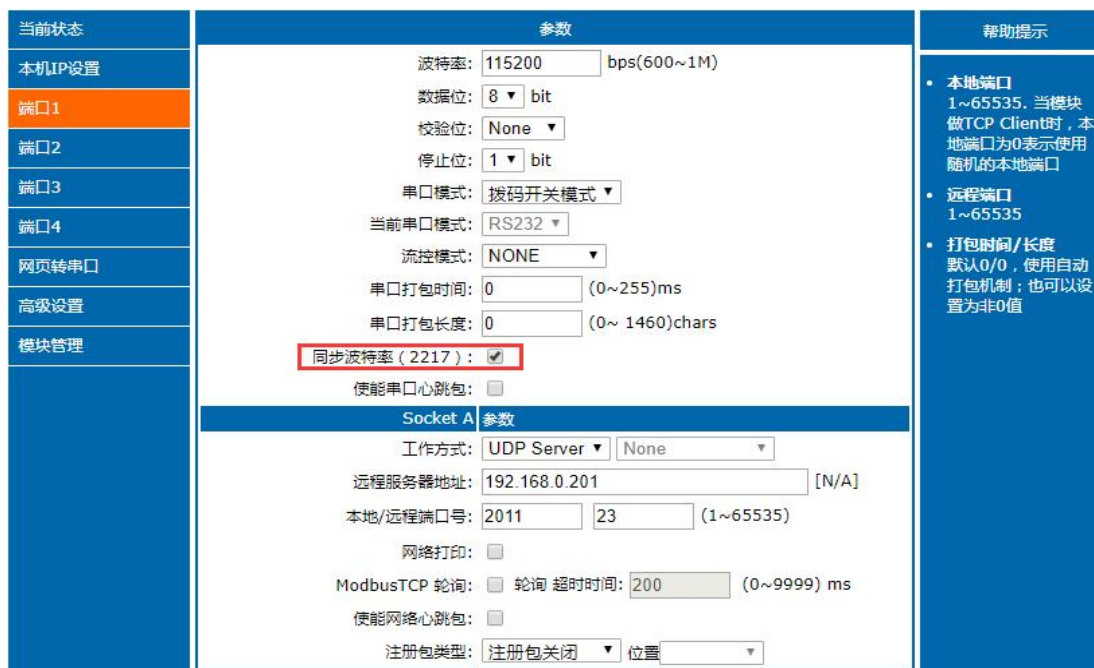 当前状态
本机IP设置
端口1
端口2
端口3
端口4
网页转串口
高级设置
模块管理
参数
波特率: 115200 bps(600~1M)
数据位: 8 bit
校验位: None
停止位: 1 bit
串口模式: 拨码开关模式
当前串口模式: RS232
流控模式: NONE
串口打包时间: 0 (0~255)ms
串口打包长度: 0 (0~ 1460)chars
同步波特率（2217）:
使能串口心跳包:
Socket A 参数
工作方式: UDP Server None
远程服务器地址: 192.168.0.201 [N/A]
本地/远程端口号: 2011 23 (1~65535)
网络打印:
ModbusTCP 轮询: 轮询 超时时间: 200 (0~9999) ms
使能网络心跳包:
注册包类型: 注册包关闭 位置
帮助提示
• 本地端口
1~65535. 当模块
做TCP Client时，本
地端口为0表示使用
随机的本地端口
• 远程端口
1~65535
• 打包时间/长度
默认0/0，使用自动
打包机制；也可以设
置为非0值